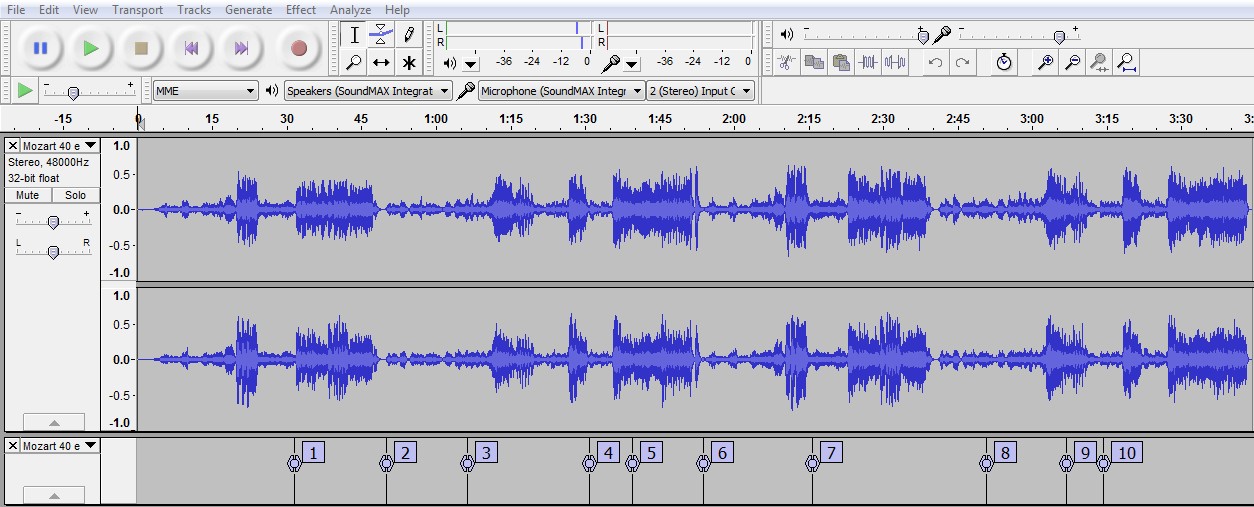 File Edit View Transport Tracks Generate Effect Analyze Help
L
R
-36 -24 -12 0
L
R
-36 -24 -12 0
- +
- +
- +
MME
Speakers (SoundMAX Integrat
Microphone (SoundMAX Integr
2 (Stereo) Input C
-15 0 15 30 45 1:00 1:15 1:30 1:45 2:00 2:15 2:30 2:45 3:00 3:15 3:30 3:
X Mozart 40 e
Stereo, 48000Hz
32-bit float
Mute Solo
- +
L R
1.0
0.5-
0.0-
-0.5-
-1.0
1.0
0.5-
0.0-
-0.5-
-1.0
X Mozart 40 e
1 2 3 4 5 6 7 8 9 10